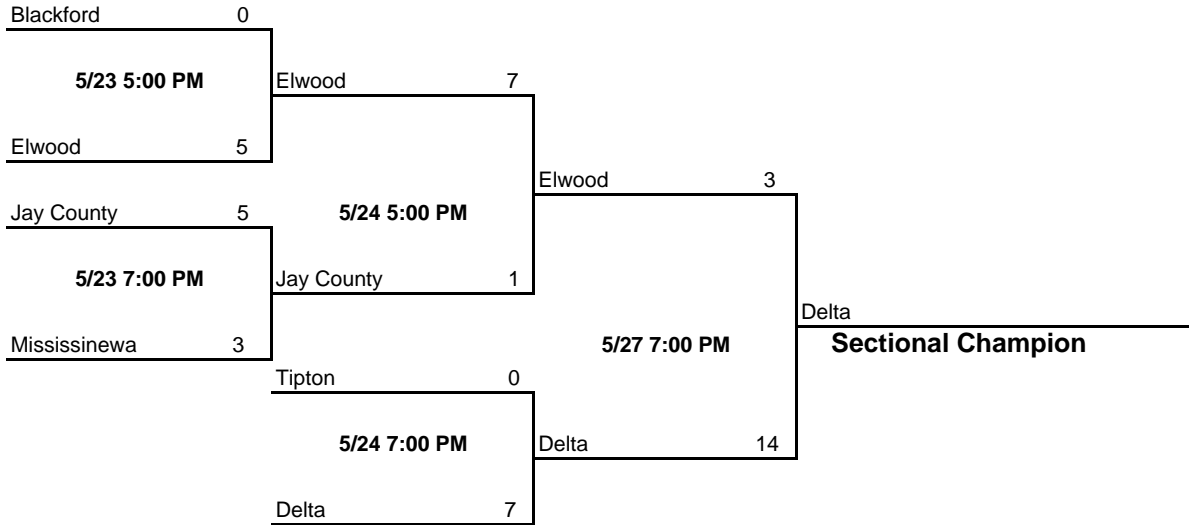 Blackford 0
5/23 5:00 PM
Elwood 7
Elwood 5
Elwood 3
Jay County 5
5/24 5:00 PM
5/23 7:00 PM
Jay County 1
Delta
Mississinewa 3
5/27 7:00 PM
Sectional Champion
Tipton 0
5/24 7:00 PM
Delta 14
Delta 7